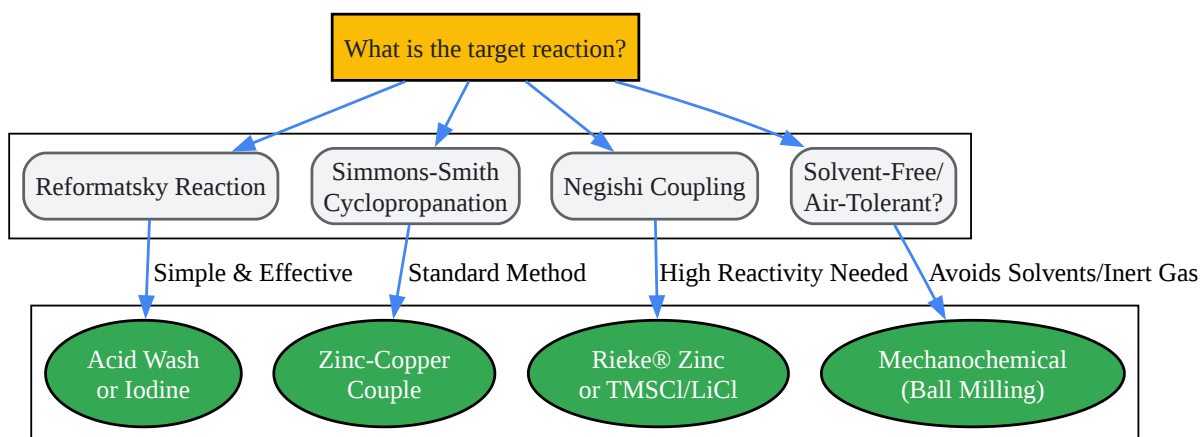 What is the target reaction?
Reformatsky Reaction
Simmons-Smith
Cyclopropanation
Negishi Coupling
Solvent-Free/
Air-Tolerant?
Simple & Effective
Standard Method
High Reactivity Needed
Avoids Solvents/Inert Gas
Acid Wash
or Iodine
Zinc-Copper
Couple
Rieke® Zinc
or TMSCl/LiCl
Mechanochemical
(Ball Milling)